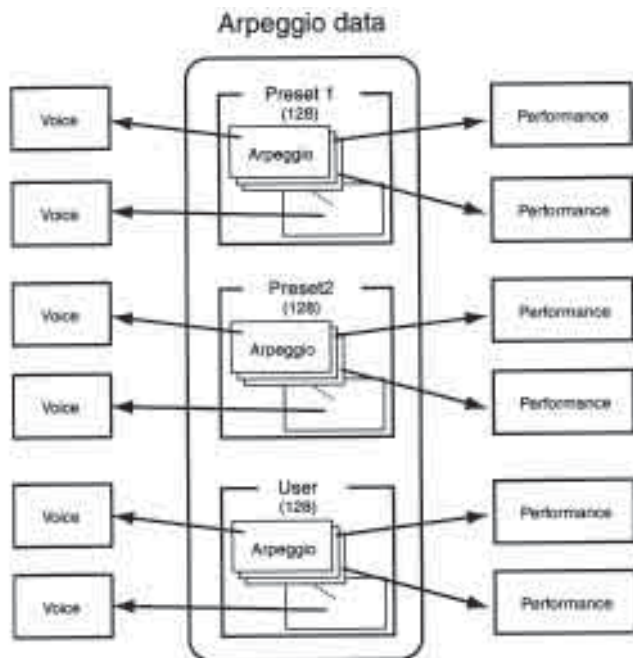 Arpeggio data
Preset 1
(128)
Voice
Arpeggio
Performance
Voice
Performance
Preset2
(128)
Voice
Arpeggio
Performance
Voice
Performance
User
(128)
Voice
Arpeggio
Performance
Voice
Performance